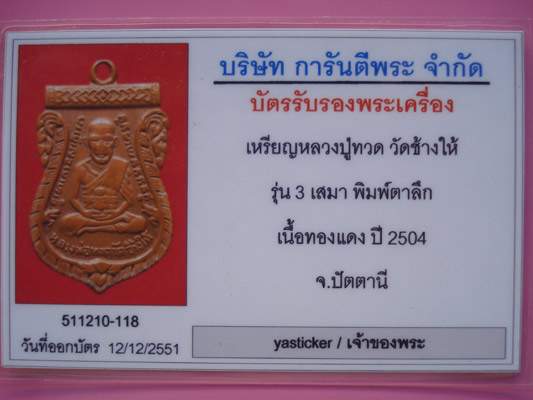 บริษัท การันตีพระ จำกัด
บัตรรับรองพระเครื่อง
เหรียญหลวงปู่ทวด วัดช้างให้
รุ่น 3 เสมา พิมพ์ตาลึก
เนื้อทองแดง ปี 2504
จ.ปัตตานี
511210-118
วันที่ออกบัตร 12/12/2551
yasticker / เจ้าของพระ